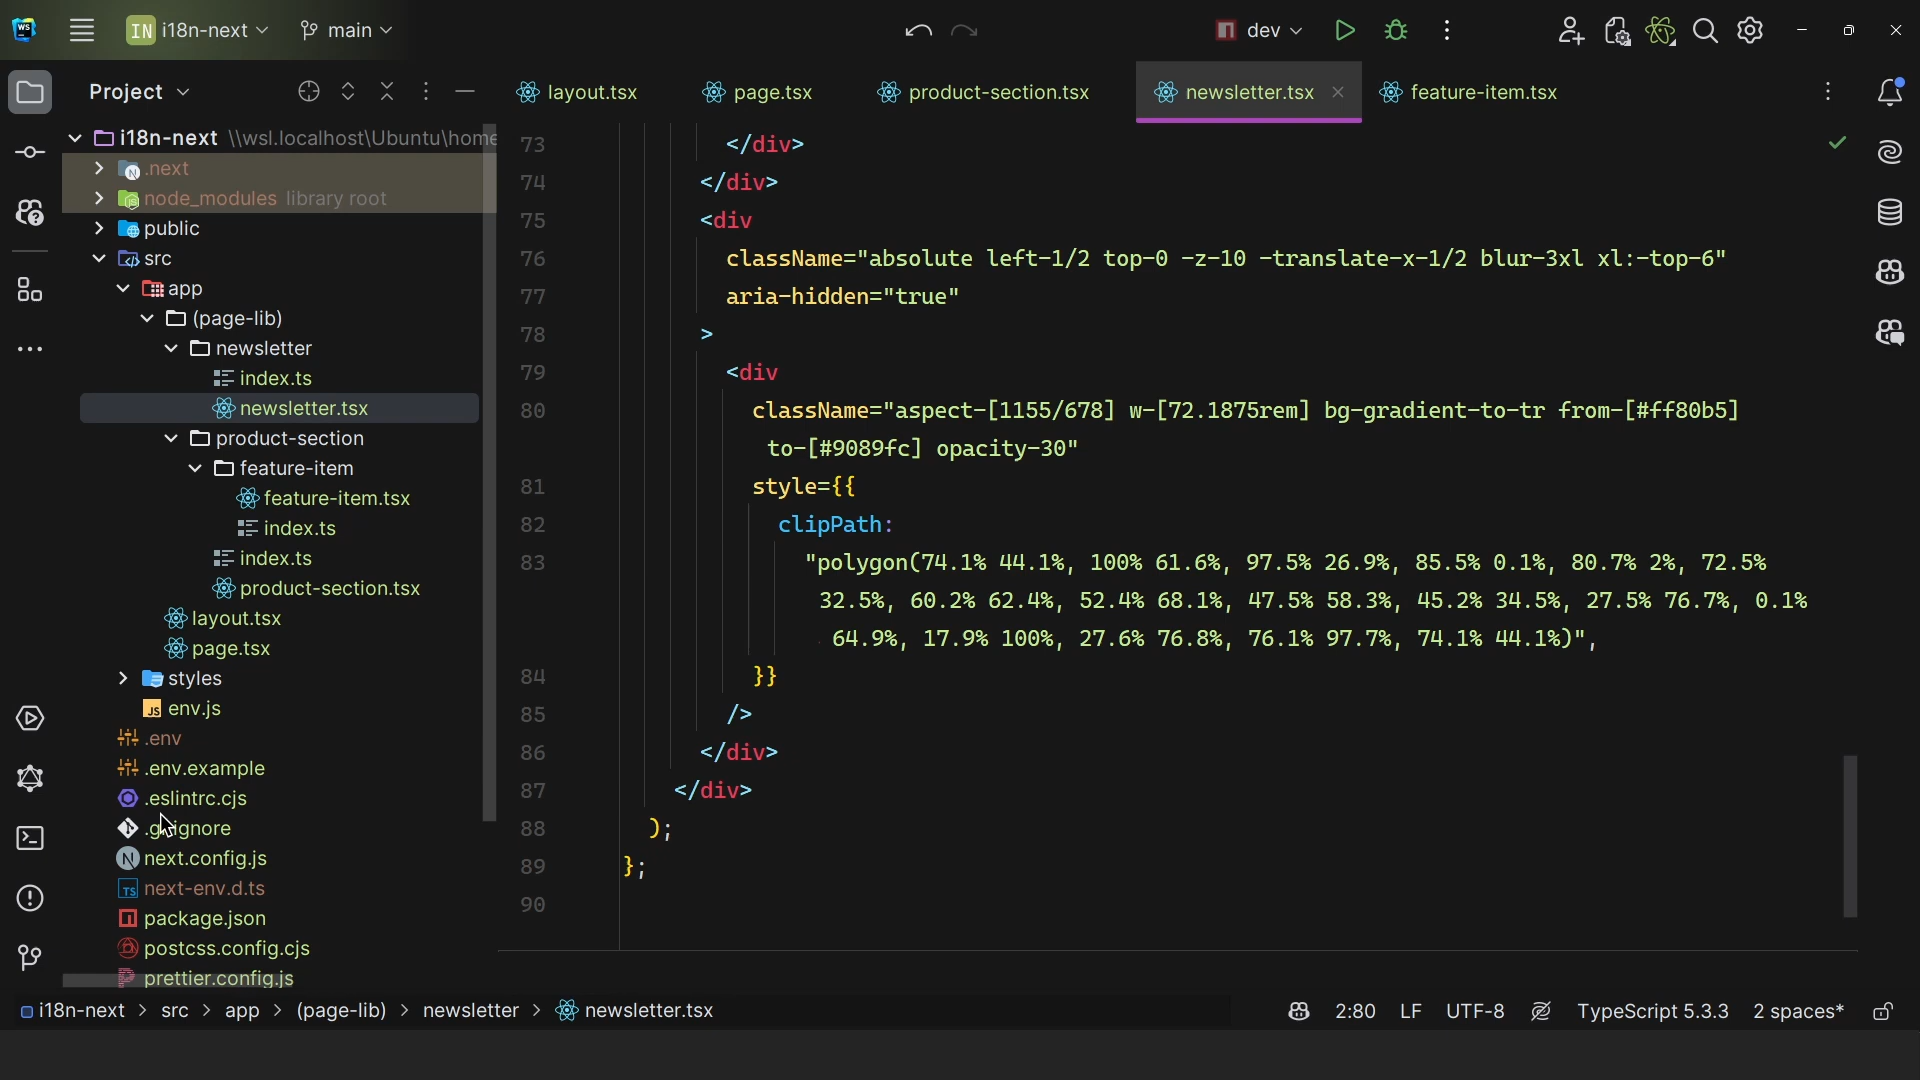 WS
IN i18n-next
main
dev
Project
layout.tsx
page.tsx
product-section.tsx
newsletter.tsx
feature-item.tsx
i18n-next \\wsl.localhost\Ubuntu\home
.next
node_modules library root
public
src
app
(page-lib)
newsletter
index.ts
newsletter.tsx
product-section
feature-item
feature-item.tsx
index.ts
index.ts
product-section.tsx
layout.tsx
page.tsx
styles
env.js
.env
.env.example
.eslintrc.cjs
.gitignore
next.config.js
next-env.d.ts
package.json
postcss.config.cjs
prettier.config.js
73 </div>
74 </div>
75 <div
76 className="absolute left-1/2 top-0 -z-10 -translate-x-1/2 blur-3xl xl:-top-6"
77 aria-hidden="true"
78 >
79 <div
80 className="aspect-[1155/678] w-[72.1875rem] bg-gradient-to-tr from-[#ff80b5]
to-[#9089fc] opacity-30"
81 style={{
82 clipPath:
83 "polygon(74.1% 44.1%, 100% 61.6%, 97.5% 26.9%, 85.5% 0.1%, 80.7% 2%, 72.5%
32.5%, 60.2% 62.4%, 52.4% 68.1%, 47.5% 58.3%, 45.2% 34.5%, 27.5% 76.7%, 0.1%
64.9%, 17.9% 100%, 27.6% 76.8%, 76.1% 97.7%, 74.1% 44.1%)",
84 }}
85 />
86 </div>
87 </div>
88 );
89 };
90
i18n-next > src > app > (page-lib) > newsletter > newsletter.tsx
2:80 LF UTF-8 TypeScript 5.3.3 2 spaces*